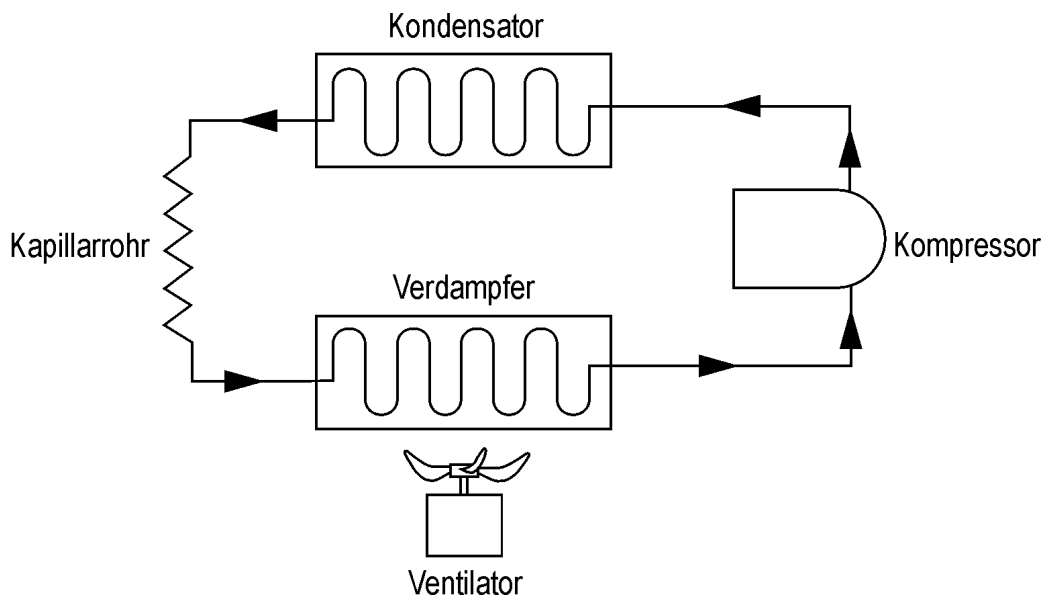 Kondensator
Kapillarrohr
Kompressor
Verdampfer
Ventilator